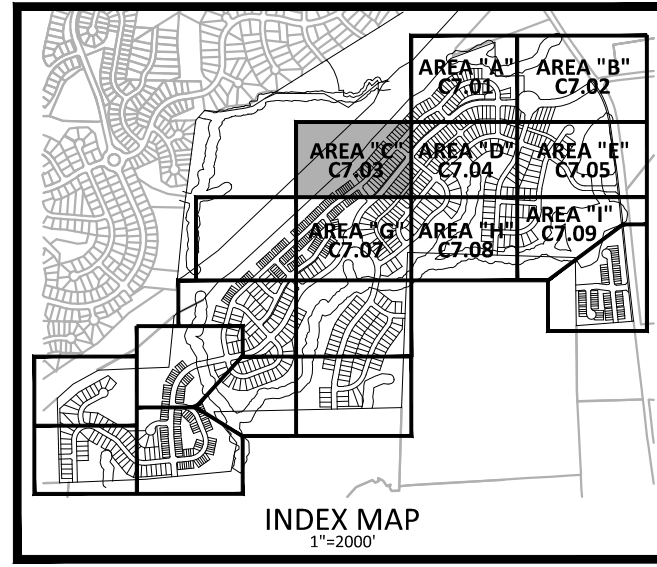 AREA "A"
C7.01
AREA "B"
C7.02
AREA "C"
C7.03
AREA "D"
C7.04
AREA "E"
C7.05
AREA "G"
C7.07
AREA "H"
C7.08
AREA "I"
C7.09
INDEX MAP
1"=2000'